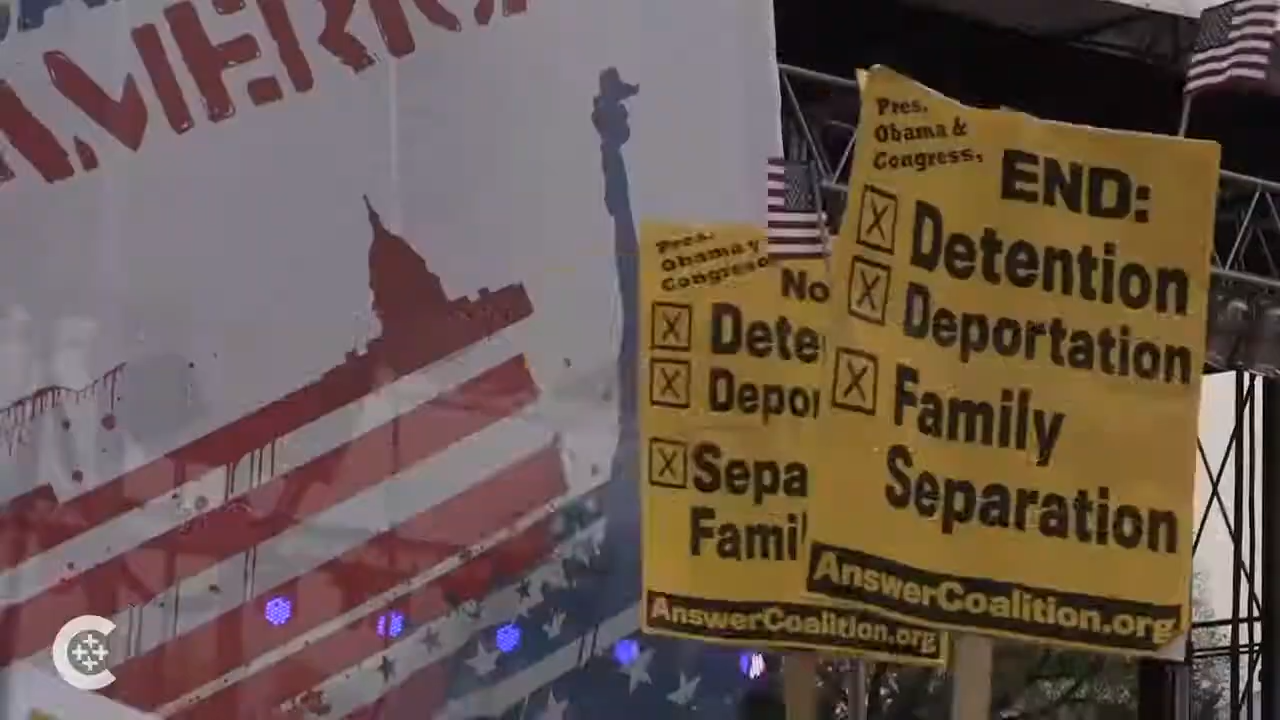 AMERIC
Pres.
Obama &
Congress,
END:
Detention
Deportation
Family
Separation
AnswerCoalition.org
Pres.
Obama
Congress
No
Dete
Depo
Sepa
Fami
AnswerCoalition.org